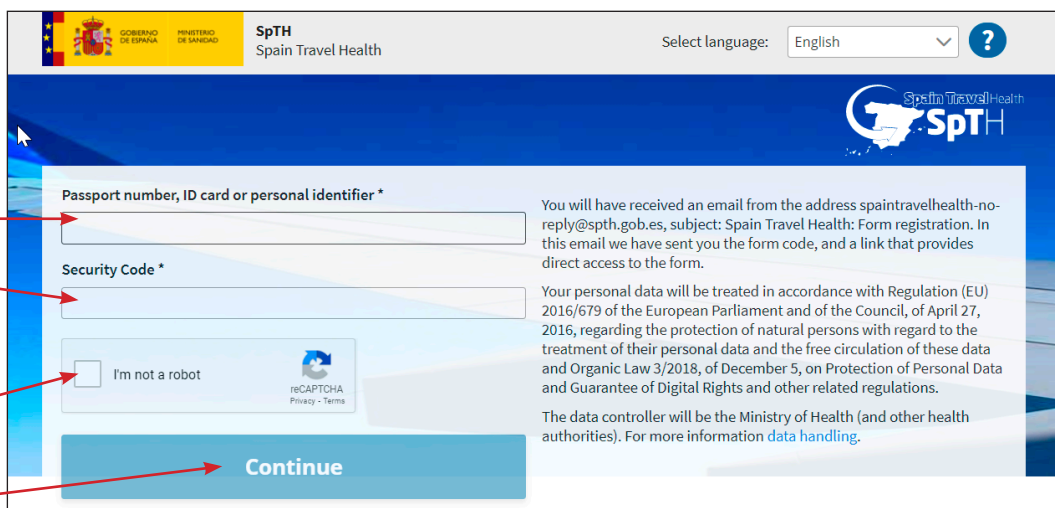 GOBIERNO
DE ESPAÑA
MINISTERIO
DE SANIDAD
SpTH
Spain Travel Health
Select language:
English
?
Spain TravelHealth
SpTH
Passport number, ID card or personal identifier *
Security Code *
I'm not a robot
reCAPTCHA
Privacy - Terms
Continue
You will have received an email from the address spaintravelhealth-no-
reply@spth.gob.es, subject: Spain Travel Health: Form registration. In
this email we have sent you the form code, and a link that provides
direct access to the form.
Your personal data will be treated in accordance with Regulation (EU)
2016/679 of the European Parliament and of the Council, of April 27,
2016, regarding the protection of natural persons with regard to the
treatment of their personal data and the free circulation of these data
and Organic Law 3/2018, of December 5, on Protection of Personal Data
and Guarantee of Digital Rights and other related regulations.
The data controller will be the Ministry of Health (and other health
authorities). For more information data handling.